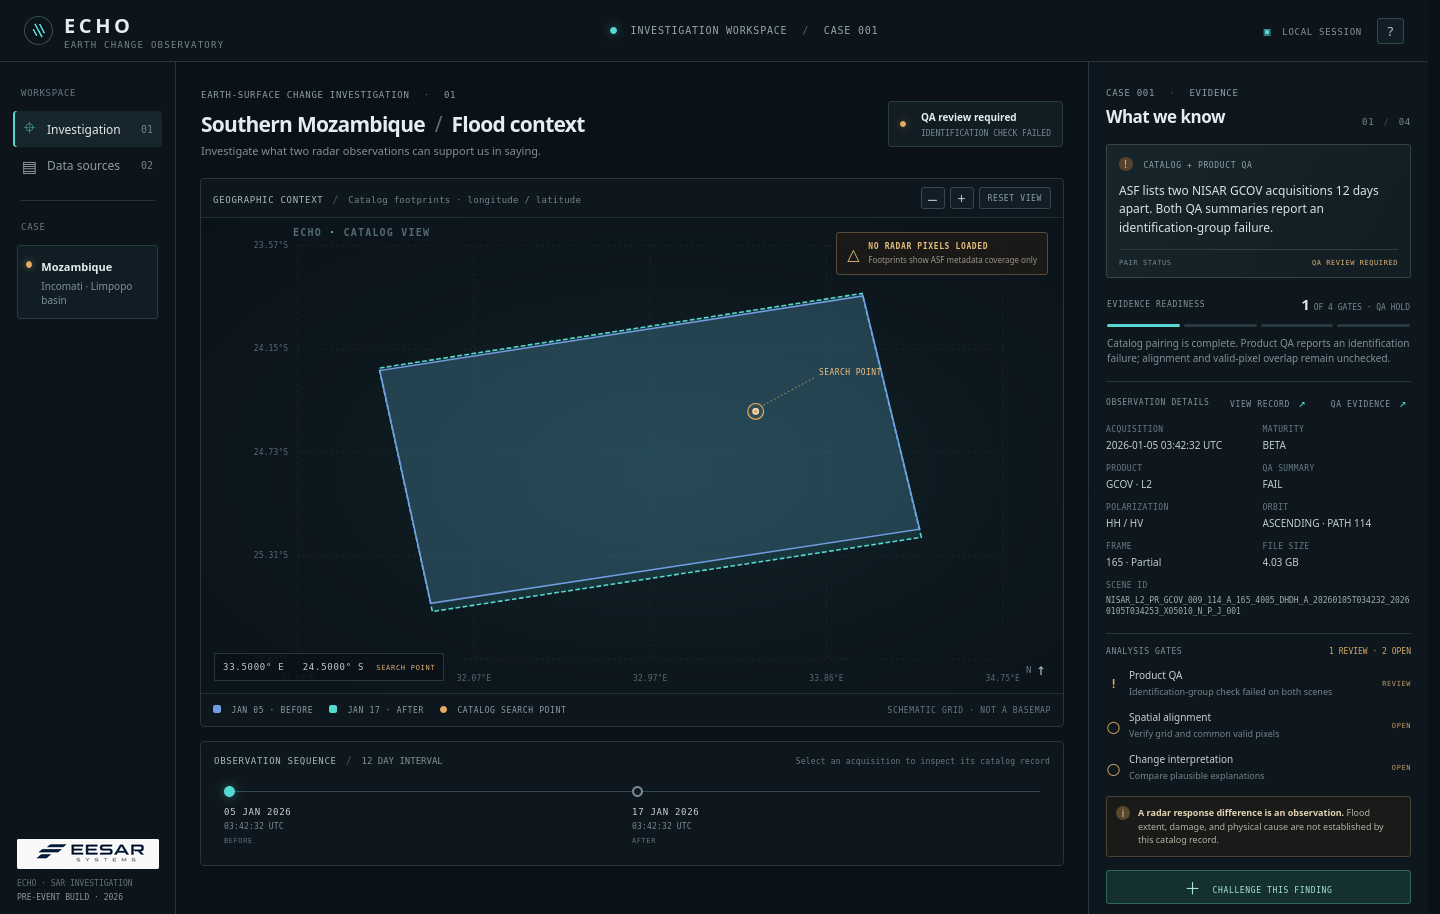 ECHO
EARTH CHANGE OBSERVATORY
INVESTIGATION WORKSPACE / CASE 001
LOCAL SESSION ?
WORKSPACE
Investigation 01
Data sources 02
CASE
Mozambique
Incomati · Limpopo
basin
EESAR
SYSTEMS
ECHO · SAR INVESTIGATION
PRE-EVENT BUILD · 2026
EARTH-SURFACE CHANGE INVESTIGATION · 01
Southern Mozambique / Flood context
Investigate what two radar observations can support us in saying.
QA review required
IDENTIFICATION CHECK FAILED
GEOGRAPHIC CONTEXT / Catalog footprints · longitude / latitude
— + RESET VIEW
ECHO · CATALOG VIEW
NO RADAR PIXELS LOADED
Footprints show ASF metadata coverage only
23.57°S
24.15°S
24.73°S
25.31°S
SEARCH POINT
33.5000° E 24.5000° S SEARCH POINT
32.07°E 32.97°E 33.86°E 34.75°E
N ↑
JAN 05 · BEFORE JAN 17 · AFTER CATALOG SEARCH POINT
SCHEMATIC GRID · NOT A BASEMAP
OBSERVATION SEQUENCE / 12 DAY INTERVAL
Select an acquisition to inspect its catalog record
05 JAN 2026
03:42:32 UTC
BEFORE
17 JAN 2026
03:42:32 UTC
AFTER
CASE 001 · EVIDENCE
What we know 01 / 04
! CATALOG + PRODUCT QA
ASF lists two NISAR GCOV acquisitions 12 days
apart. Both QA summaries report an
identification-group failure.
PAIR STATUS QA REVIEW REQUIRED
EVIDENCE READINESS 1 OF 4 GATES · QA HOLD
Catalog pairing is complete. Product QA reports an identification
failure; alignment and valid-pixel overlap remain unchecked.
OBSERVATION DETAILS VIEW RECORD ↗ QA EVIDENCE ↗
ACQUISITION
2026-01-05 03:42:32 UTC
MATURITY
BETA
PRODUCT
GCOV · L2
QA SUMMARY
FAIL
POLARIZATION
HH / HV
ORBIT
ASCENDING · PATH 114
FRAME
165 · Partial
FILE SIZE
4.03 GB
SCENE ID
NISAR_L2_PR_GCOV_009_114_A_165_4005_DHDH_A_20260105T034232_2026
0105T034253_X05010_N_P_J_001
ANALYSIS GATES 1 REVIEW · 2 OPEN
! Product QA
Identification-group check failed on both scenes
REVIEW
Spatial alignment
Verify grid and common valid pixels
OPEN
Change interpretation
Compare plausible explanations
OPEN
i A radar response difference is an observation. Flood
extent, damage, and physical cause are not established by
this catalog record.
+ CHALLENGE THIS FINDING